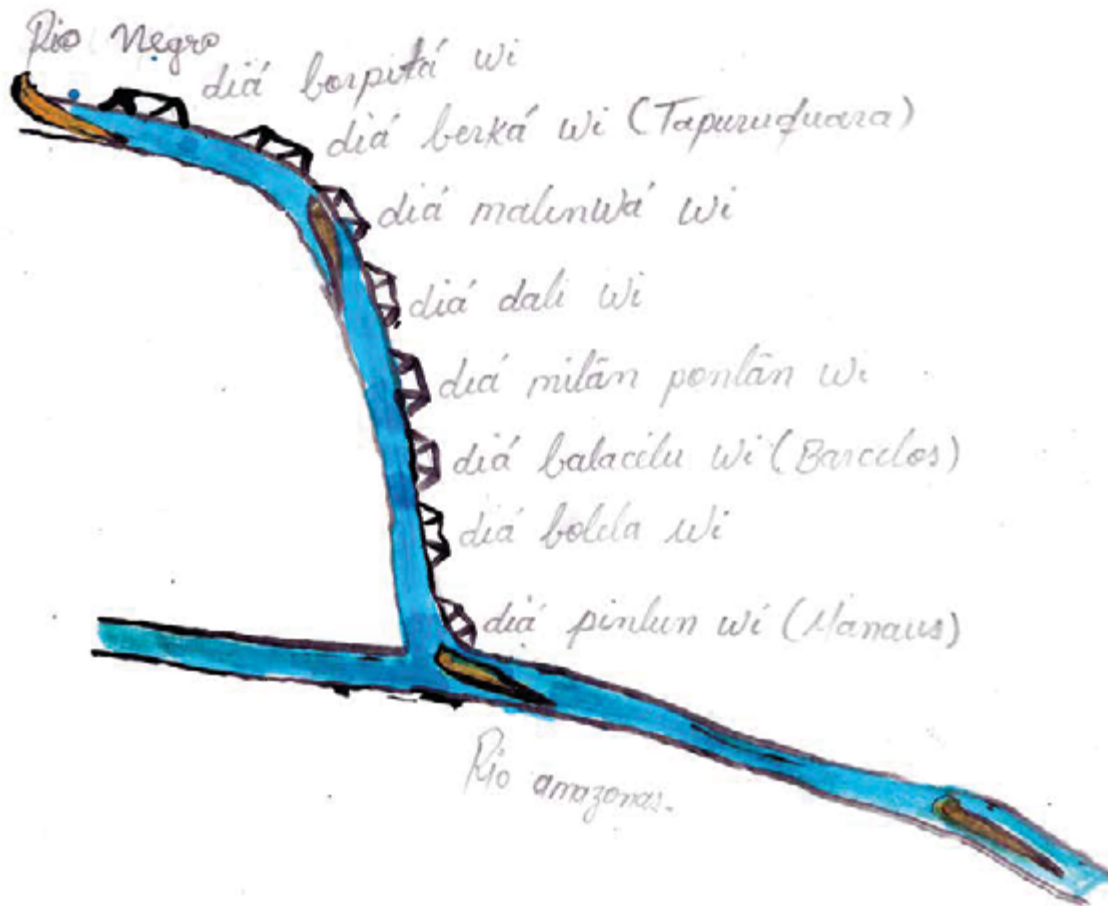 Rio Negro
diá borpitá wi
diá berká wi (Tapuruquara)
diá malinwá wi
diá dali wi
diá milãn ponlãn wi
diá balacilu wi (Barcelos)
diá bolela wi
diá pinlun wi (Manaus)
Rio amazonas.